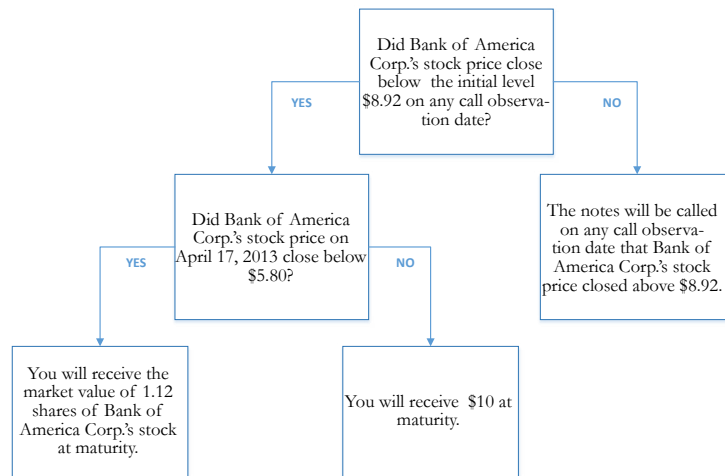 Did Bank of America
Corp.'s stock price close
below the initial level
$8.92 on any call observa-
tion date?
YES
NO
Did Bank of America
Corp.'s stock price on
April 17, 2013 close below
$5.80?
The notes will be called
on any call observa-
tion date that Bank of
America Corp.'s stock
price closed above $8.92.
YES
NO
You will receive the
market value of 1.12
shares of Bank of
America Corp.'s stock
at maturity.
You will receive $10 at
maturity.